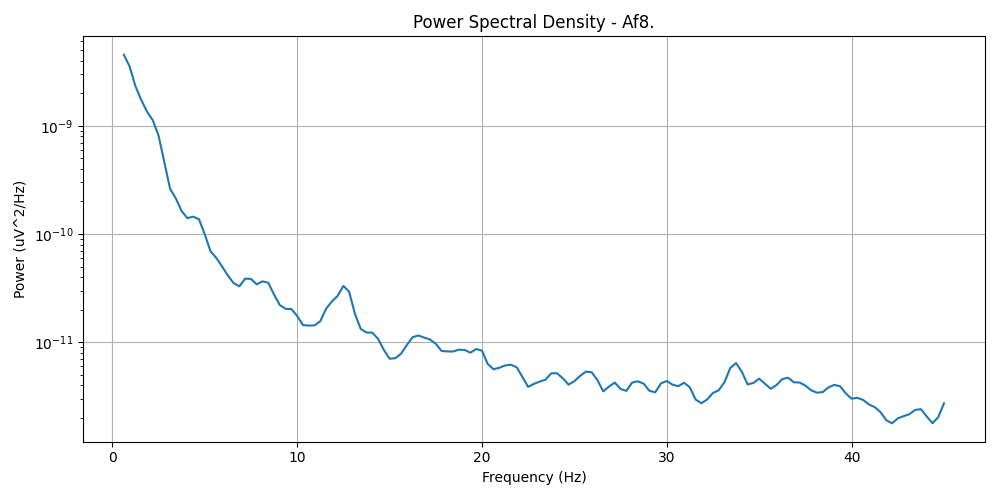 Power Spectral Density - Af8.
Power (uV^2/Hz)
10⁻⁹
10⁻¹⁰
10⁻¹¹
0 10 20 30 40
Frequency (Hz)